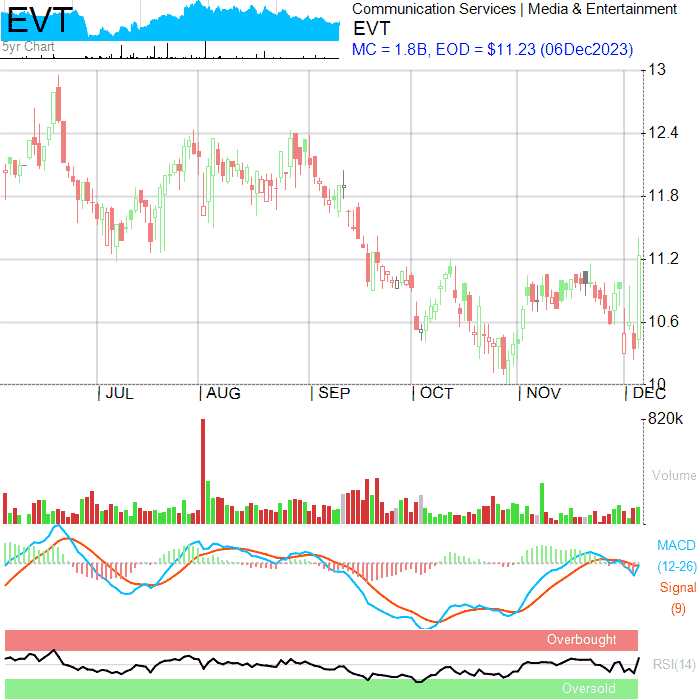 EVT
5yr Chart
Communication Services | Media & Entertainment
EVT
MC = 1.8B, EOD = $11.23 (06Dec2023)
13
12.4
11.8
11.2
10.6
10
| JUL
| AUG
| SEP
| OCT
| NOV
| DEC
820k
Volume
MACD
(12-26)
Signal
(9)
Overbought
RSI(14)
Oversold